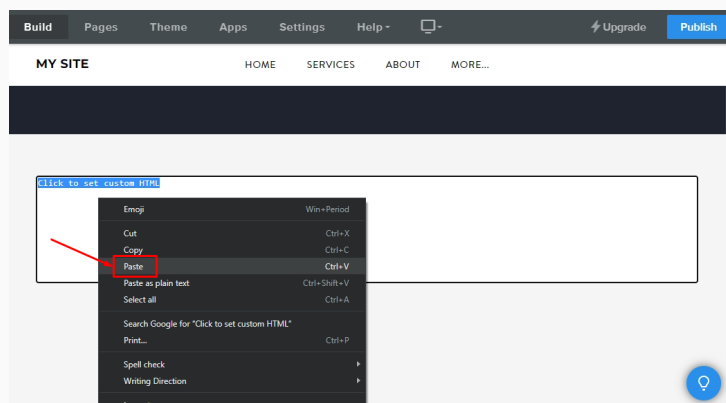 Build Pages Theme Apps Settings Help Upgrade Publish
MY SITE HOME SERVICES ABOUT MORE...
Click to set custom HTML
Emoji Win+Period
Cut Ctrl+X
Copy Ctrl+C
Paste Ctrl+V
Paste as plain text Ctrl+Shift+V
Select all Ctrl+A
Search Google for "Click to set custom HTML"
Print... Ctrl+P
Spell check
Writing Direction